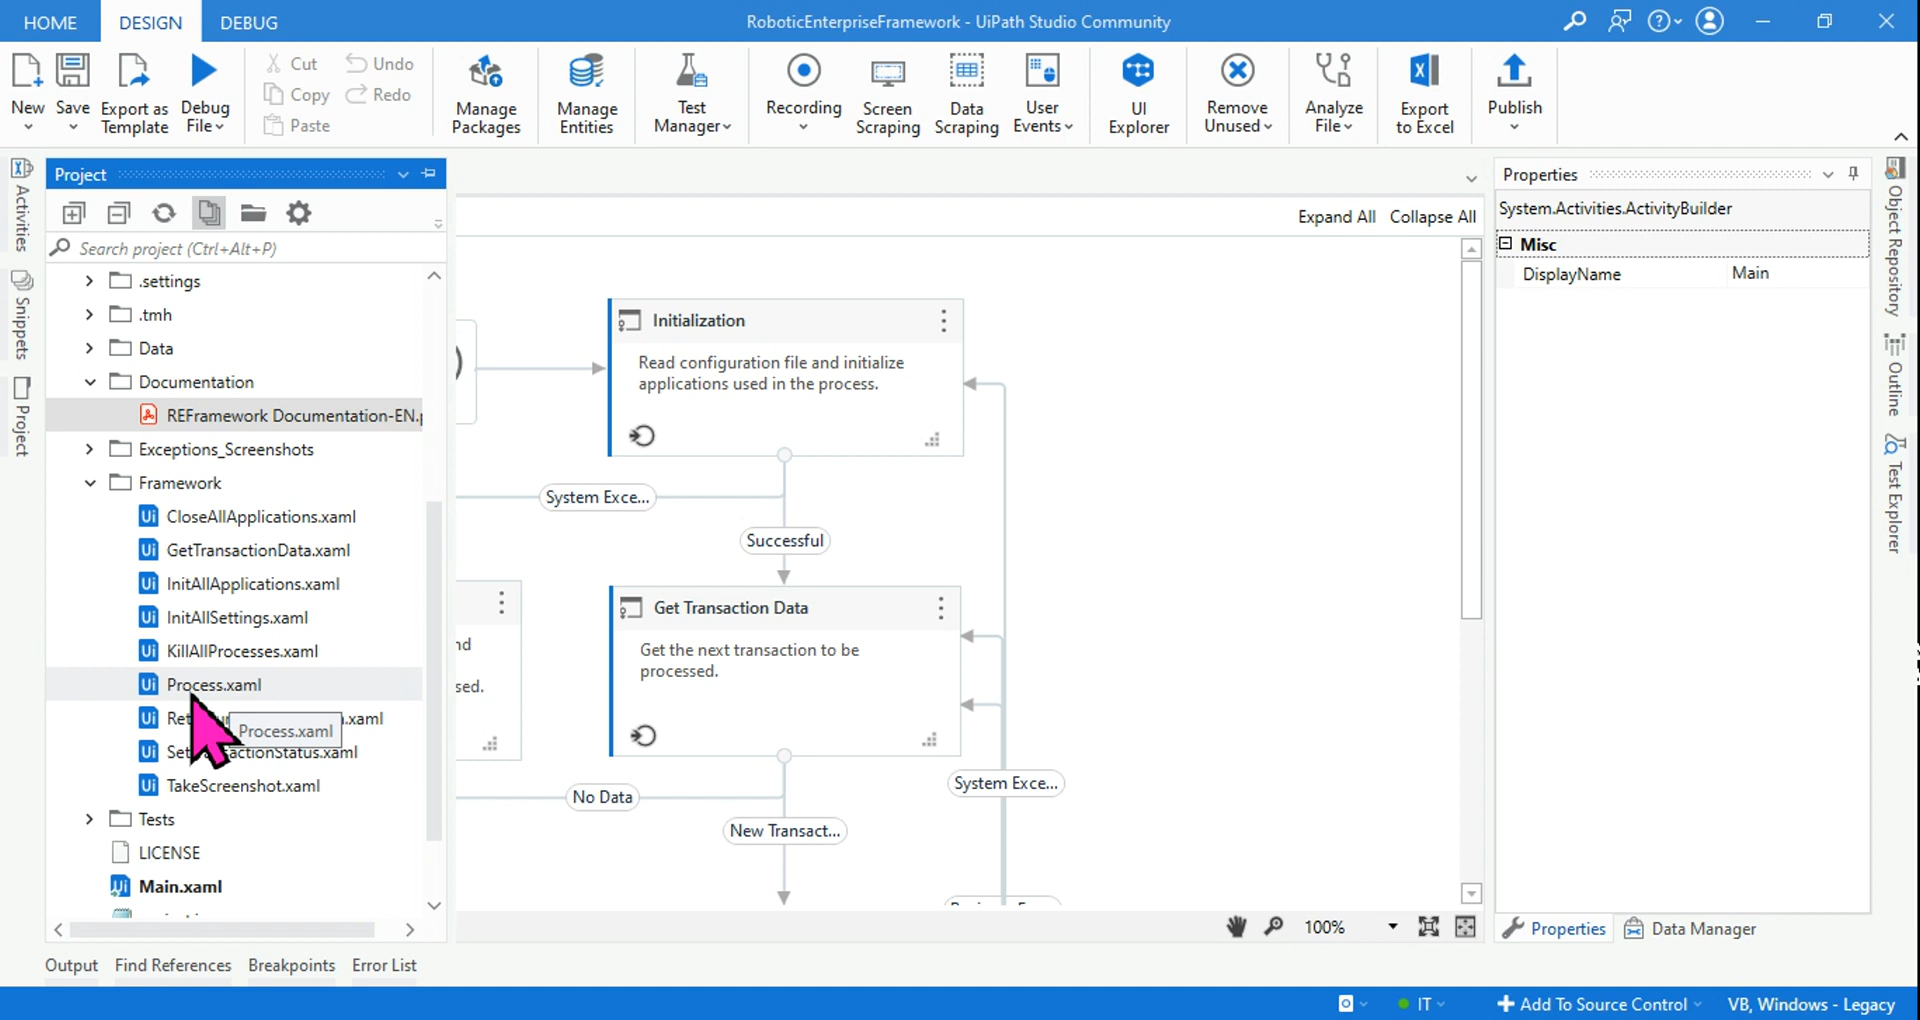 HOME DESIGN DEBUG RoboticEnterpriseFramework - UiPath Studio Community
New Save Export as Template Debug File
Cut Undo
Copy Redo
Paste
Manage Packages
Manage Entities
Test Manager
Recording
Screen Scraping
Data Scraping
User Events
UI Explorer
Remove Unused
Analyze File
Export to Excel
Publish
Activities
Snippets
Project
Project
Search project (Ctrl+Alt+P)
.settings
.tmh
Data
Documentation
REFramework Documentation-EN.p
Exceptions_Screenshots
Framework
CloseAllApplications.xaml
GetTransactionData.xaml
InitAllApplications.xaml
InitAllSettings.xaml
KillAllProcesses.xaml
Process.xaml
Process.xaml
TakeScreenshot.xaml
Tests
LICENSE
Main.xaml
Expand All Collapse All
Initialization
Read configuration file and initialize
applications used in the process.
System Exce...
Successful
Get Transaction Data
Get the next transaction to be
processed.
nd
sed.
No Data
System Exce...
New Transact...
100%
Properties
System.Activities.ActivityBuilder
Misc
DisplayName Main
Properties Data Manager
Object Repository
Outline
Test Explorer
Output Find References Breakpoints Error List
IT Add To Source Control VB, Windows - Legacy